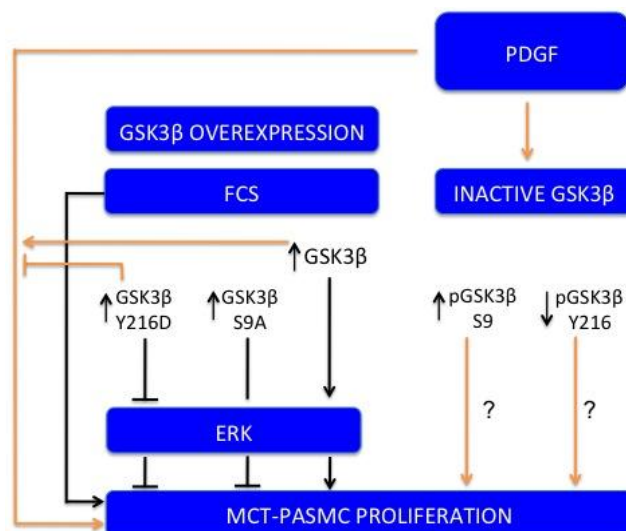 PDGF
GSK3β OVEREXPRESSION
FCS
INACTIVE GSK3β
GSK3β
GSK3β
Y216D
GSK3β
S9A
pGSK3β
S9
pGSK3β
Y216
?
?
ERK
MCT-PASMC PROLIFERATION